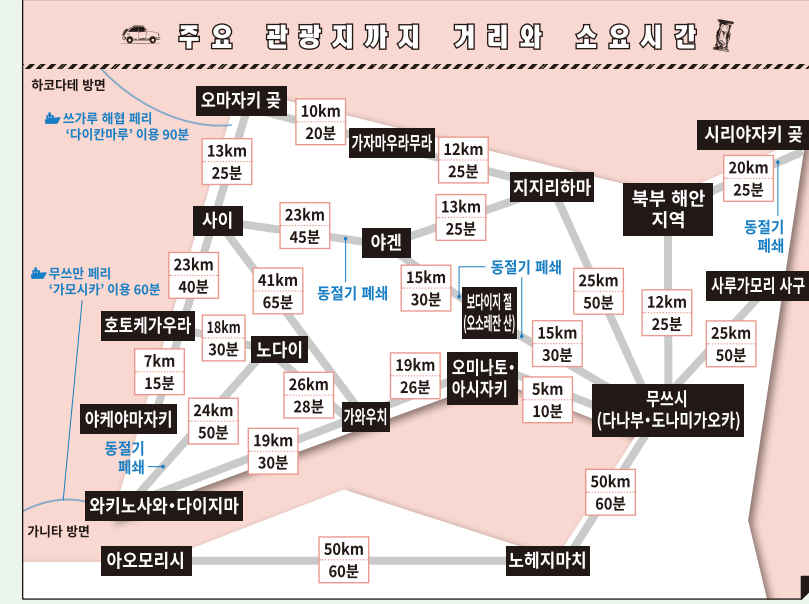 주요 관광지까지 거리와 소요시간
하코다테 방면
쓰가루 해협 페리
‘다이칸마루’ 이용 90분
오마자키 곶
10km
20분
가자마우라무라
12km
25분
시리야자키 곶
20km
25분
동절기
폐쇄
13km
25분
지지리하마
북부 해안
지역
13km
25분
사이
23km
45분
야겐
동절기 폐쇄
동절기 폐쇄
무쓰만 페리
‘가모시카’ 이용 60분
23km
40분
41km
65분
15km
30분
보다이지 절
(오소레잔 산)
25km
50분
12km
25분
사루가모리 사구
25km
50분
호토케가우라
18km
30분
노다이
15km
30분
7km
15분
19km
26분
오미나토·
아시자키
26km
28분
5km
10분
무쓰시
(다나부·도나미가오카)
야케야마자키
24km
50분
가와우치
동절기
폐쇄
19km
30분
와키노사와·다이지마
50km
60분
가니타 방면
아오모리시
50km
60분
노헤지마치